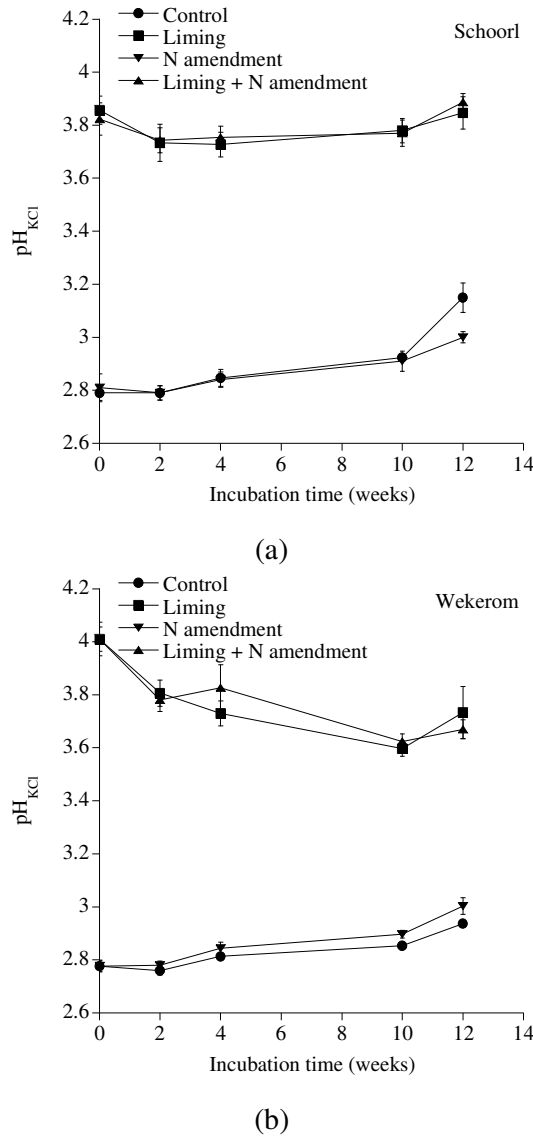 4.2
Control
Liming
N amendment
Liming + N amendment
Schoorl
4
3.8
3.6
3.4
3.2
3
2.8
2.6
pH_KCl
0 2 4 6 8 10 12 14
Incubation time (weeks)
(a)
4.2
Control
Liming
N amendment
Liming + N amendment
Wekerom
4
3.8
3.6
3.4
3.2
3
2.8
2.6
pH_KCl
0 2 4 6 8 10 12 14
Incubation time (weeks)
(b)